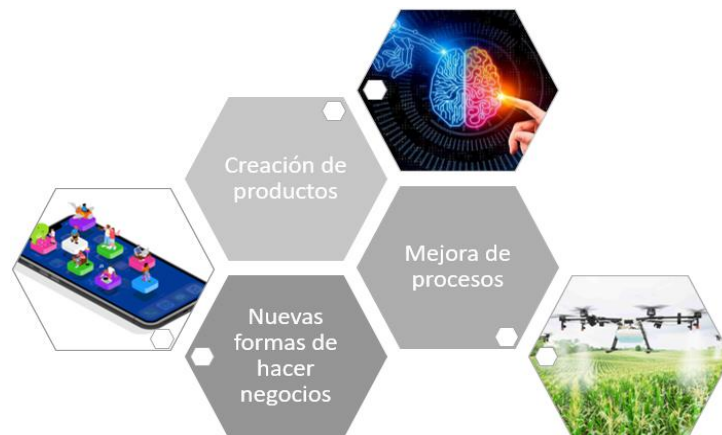 Creación de
productos
Mejora de
procesos
Nuevas
formas de
hacer
negocios